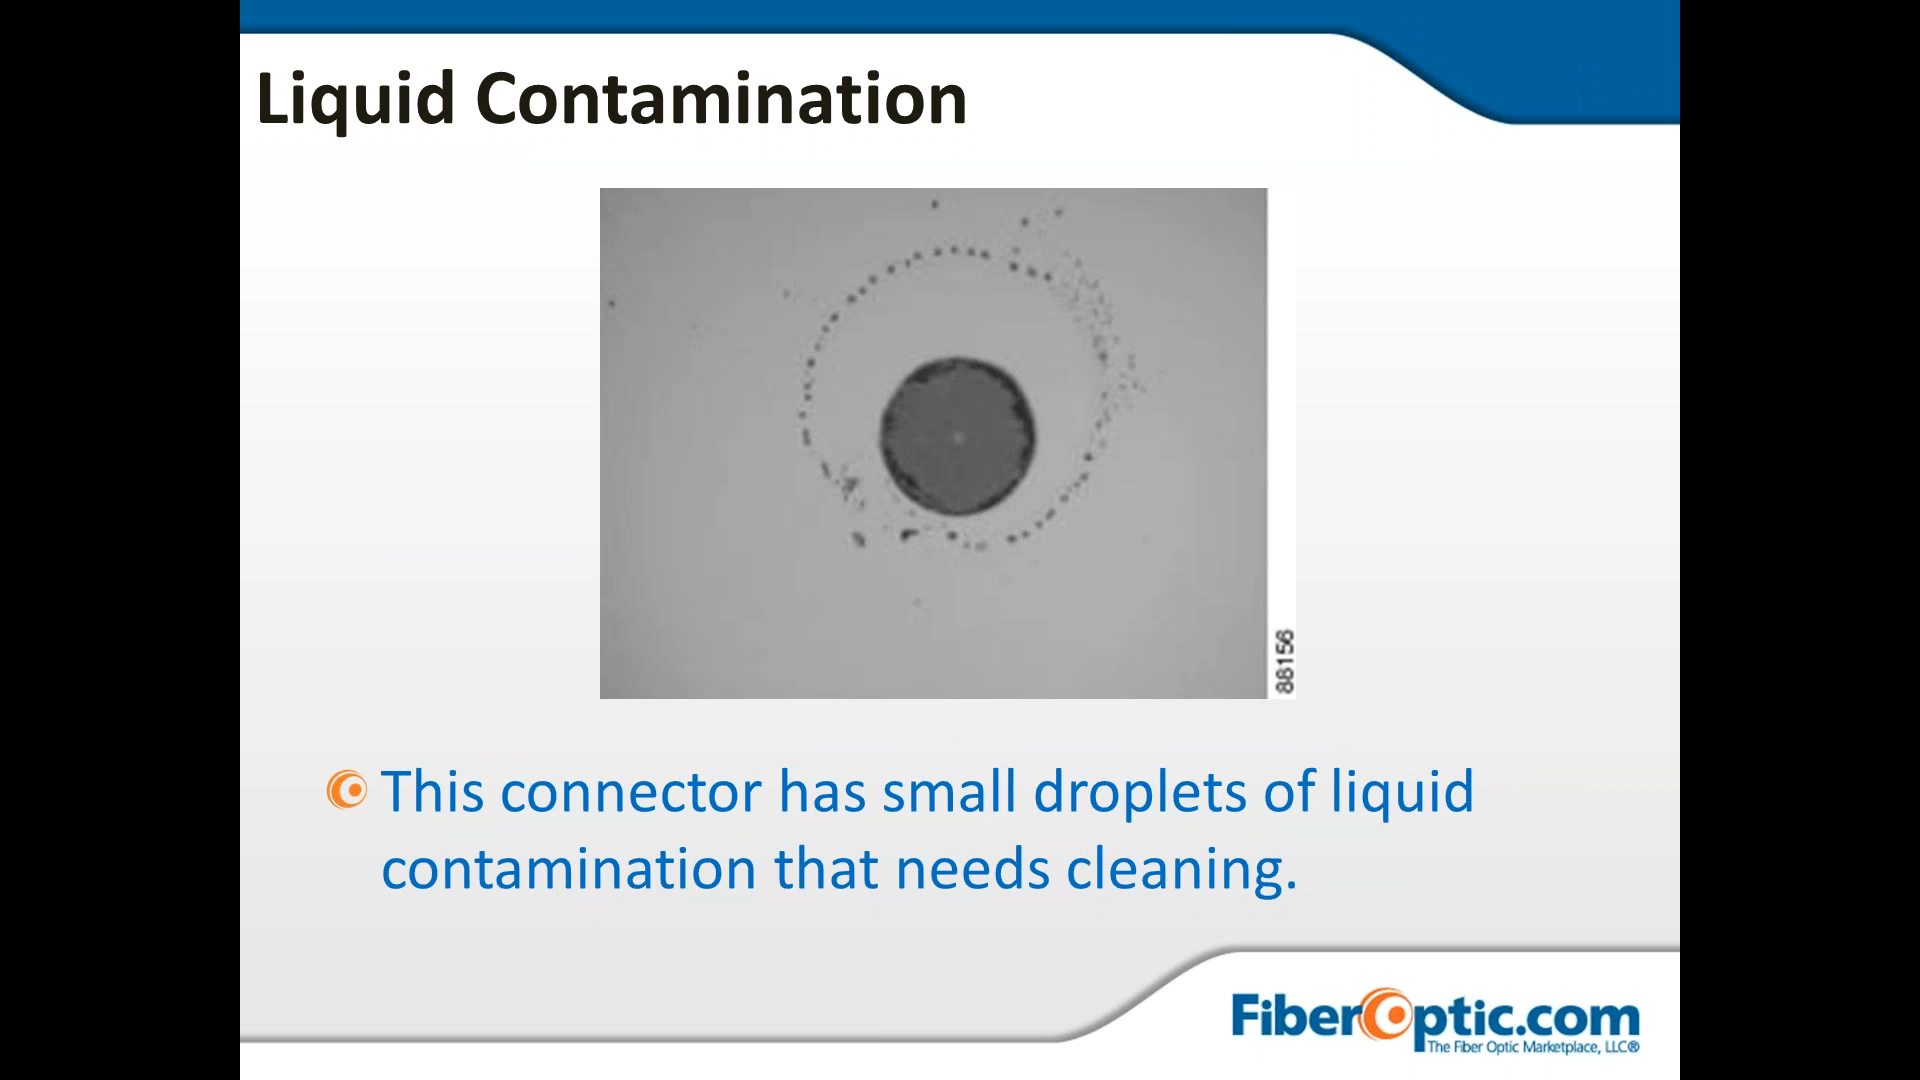 Liquid Contamination
88156
This connector has small droplets of liquid
contamination that needs cleaning.
FiberOptic.com
The Fiber Optic Marketplace, LLC®